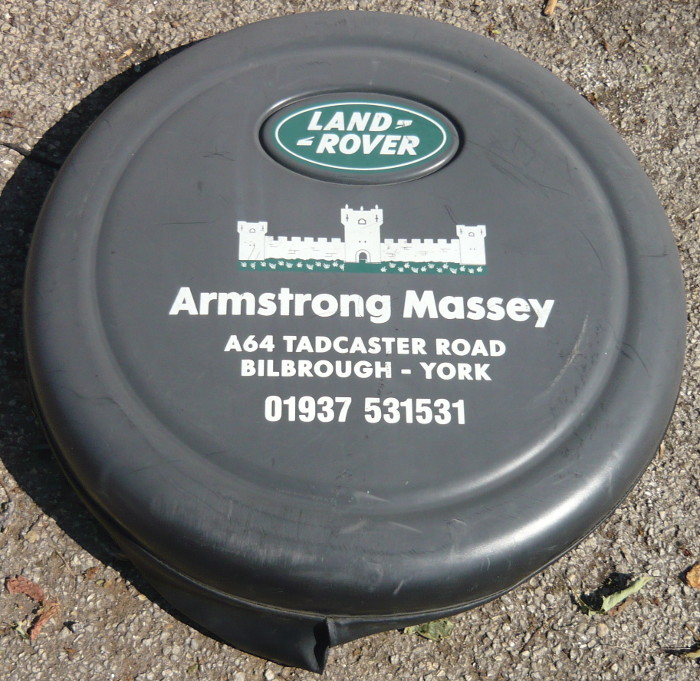 LAND
ROVER
Armstrong Massey
A64 TADCASTER ROAD
BILBROUGH - YORK
01937 531531